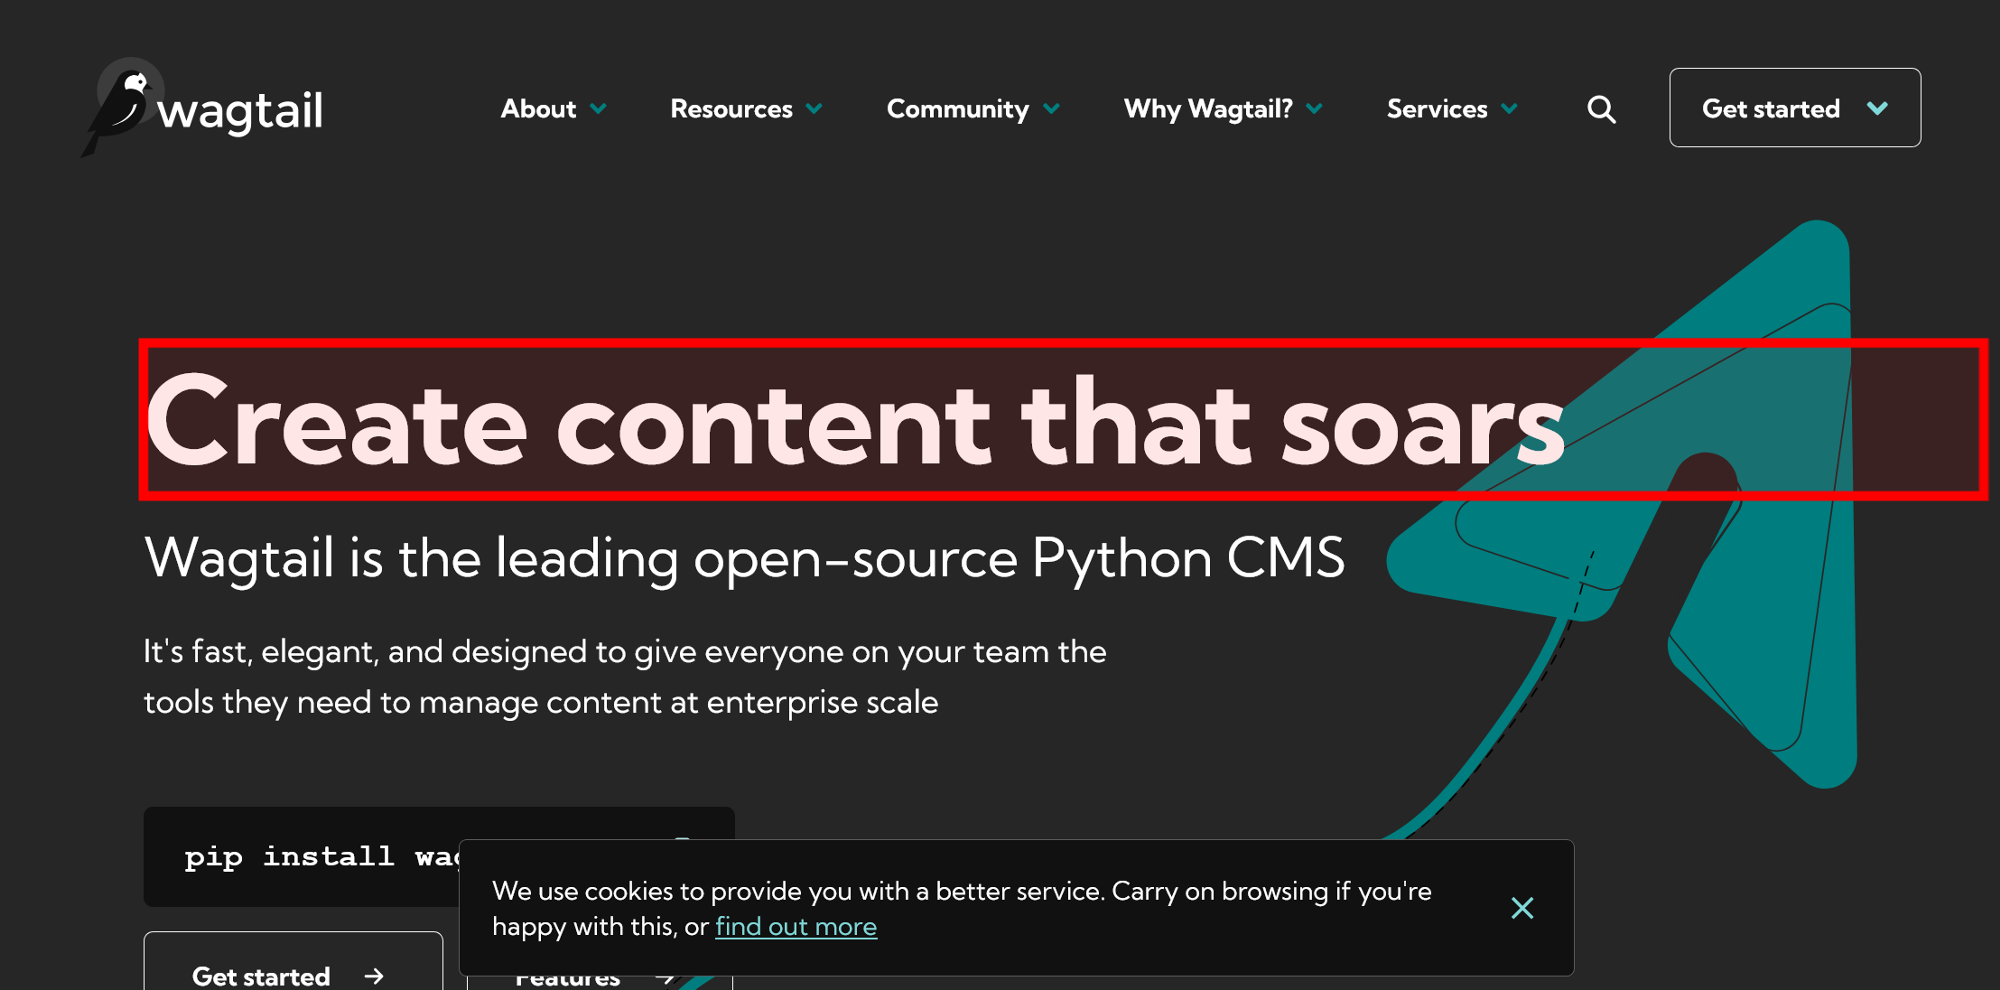 wagtail
About
Resources
Community
Why Wagtail?
Services
Get started
Create content that soars
Wagtail is the leading open-source Python CMS
It's fast, elegant, and designed to give everyone on your team the
tools they need to manage content at enterprise scale
pip install
We use cookies to provide you with a better service. Carry on browsing if you're
happy with this, or find out more
Get started
Features